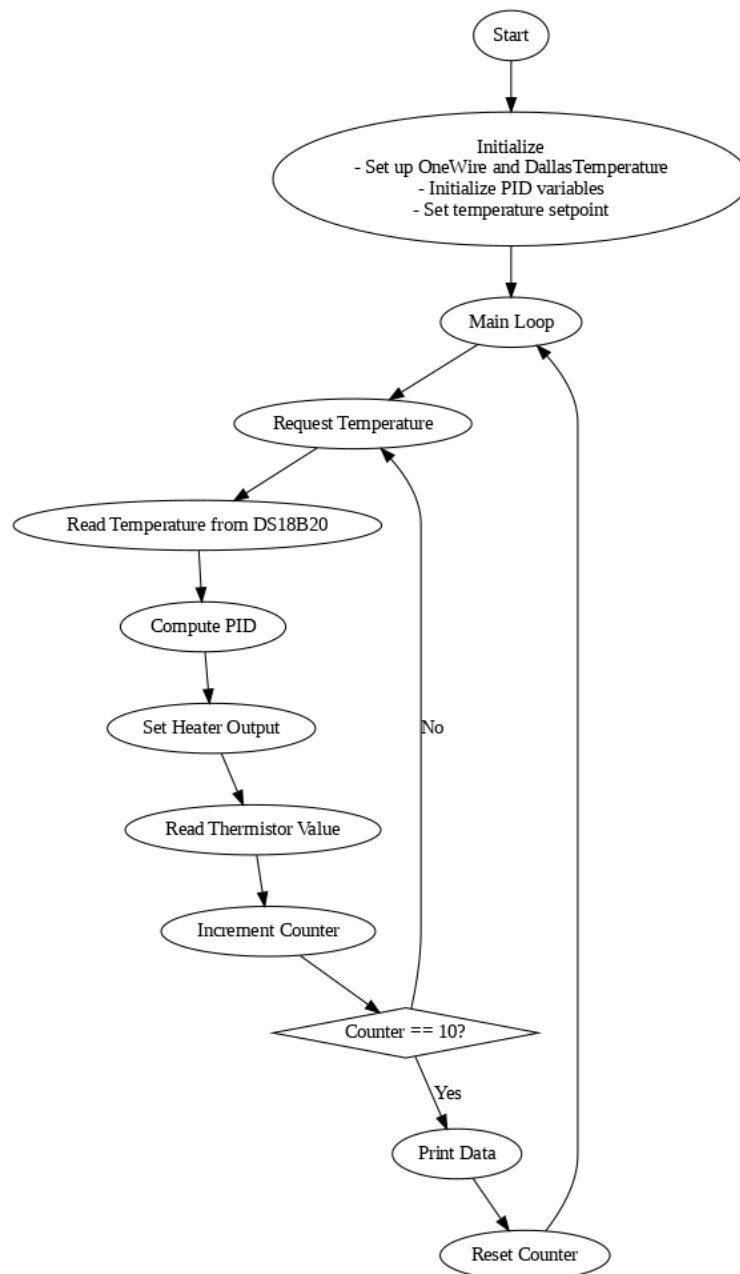 Start
Initialize
- Set up OneWire and DallasTemperature
- Initialize PID variables
- Set temperature setpoint
Main Loop
Request Temperature
Read Temperature from DS18B20
Compute PID
Set Heater Output
No
Read Thermistor Value
Increment Counter
Counter == 10?
Yes
Print Data
Reset Counter